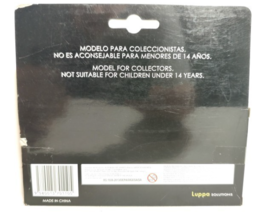 MODELO PARA COLECCIONISTAS.
NO ES ACONSEJABLE PARA MENORES DE 14 AÑOS.
MODEL FOR COLLECTORS.
NOT SUITABLE FOR CHILDREN UNDER 14 YEARS.
MADE IN CHINA
Luppa SOLUTIONS